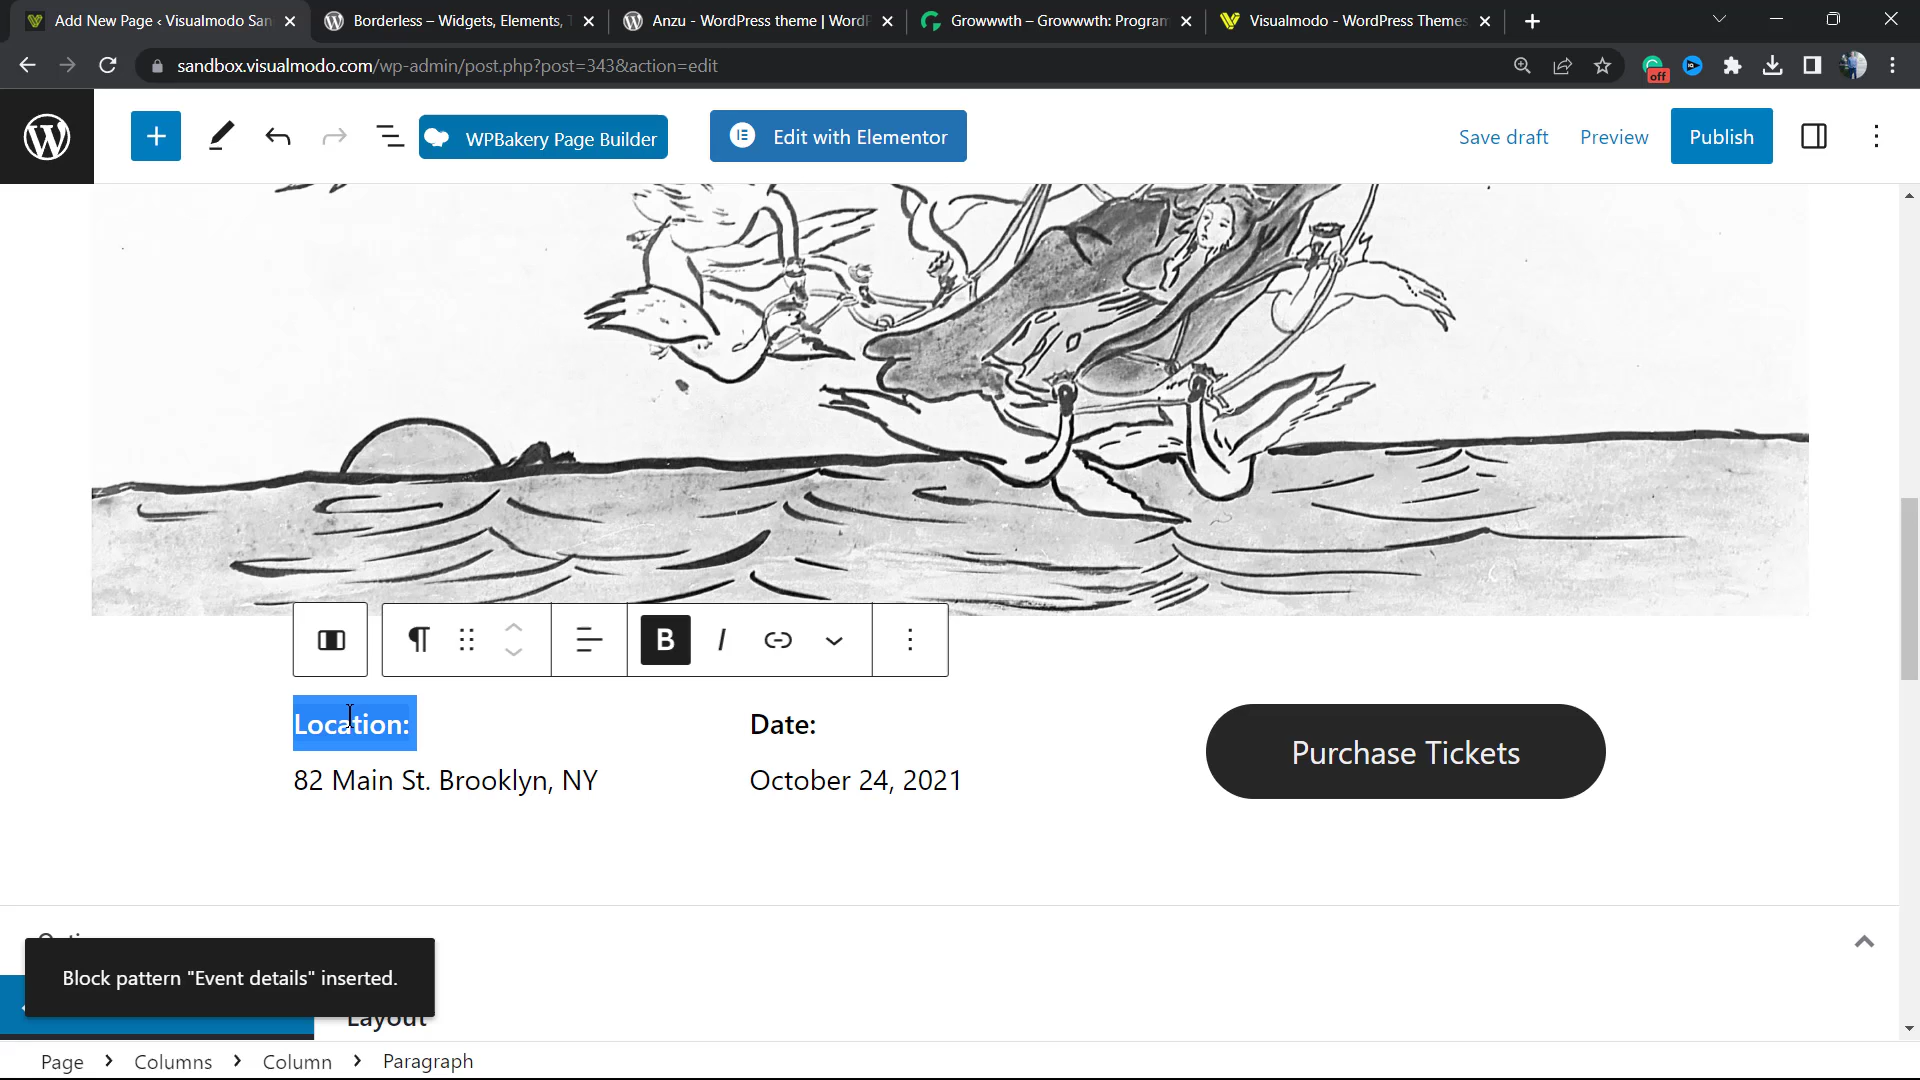 Add New Page ‹ Visualmodo San
Borderless – Widgets, Elements, T
Anzu - WordPress theme | WordP
Growwwth – Growwwth: Program
Visualmodo - WordPress Themes
sandbox.visualmodo.com/wp-admin/post.php?post=343&action=edit
off
WPBakery Page Builder
Edit with Elementor
Save draft
Preview
Publish
B
I
Location:
Date:
Purchase Tickets
82 Main St. Brooklyn, NY
October 24, 2021
Block pattern "Event details" inserted.
Layout
Page
Columns
Column
Paragraph